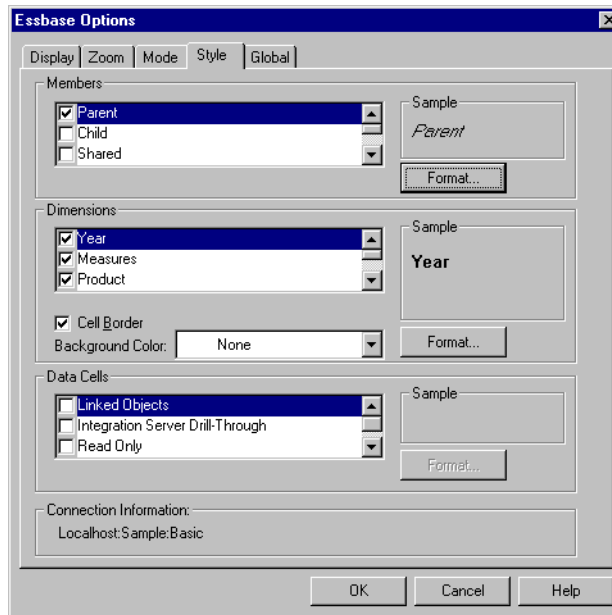 Essbase Options
Display Zoom Mode Style Global
Members
Parent
Child
Shared
Sample
Parent
Format...
Dimensions
Year
Measures
Product
Cell Border
Background Color: None
Sample
Year
Format...
Data Cells
Linked Objects
Integration Server Drill-Through
Read Only
Sample
Format...
Connection Information:
Localhost:Sample:Basic
OK Cancel Help